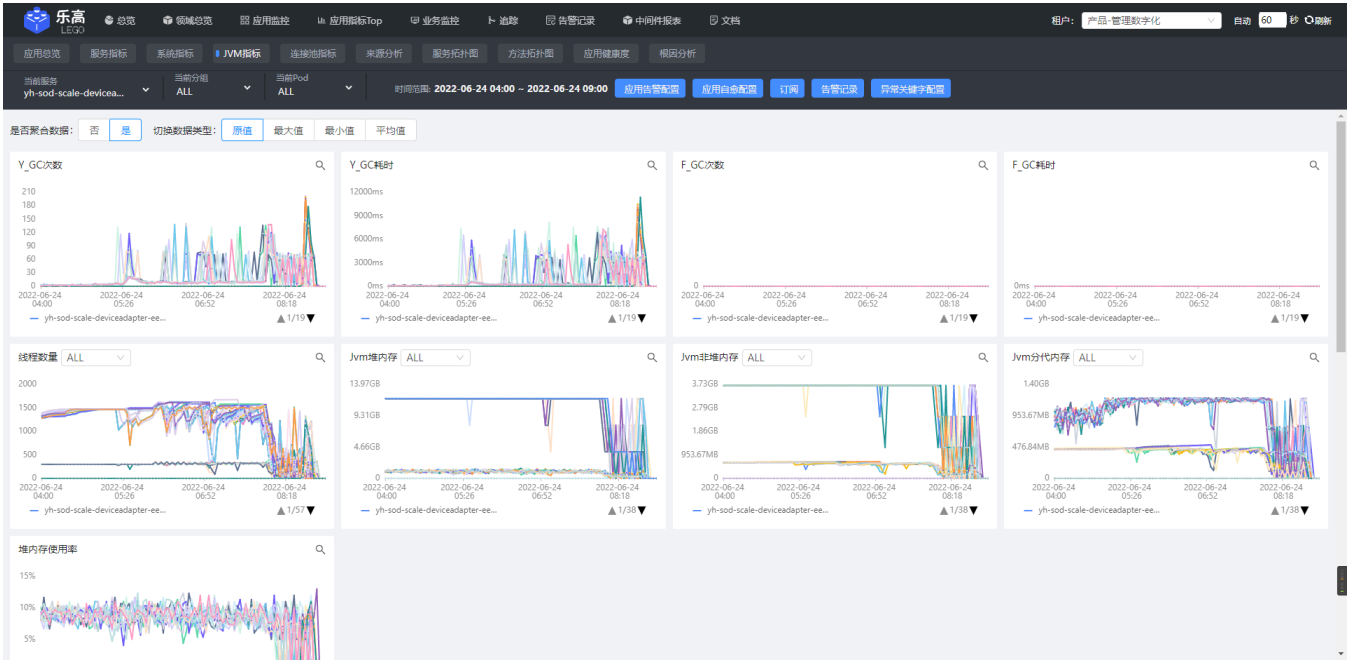 乐高 LEGO 总览 领域总览 应用监控 应用指标Top 业务监控 追踪 告警记录 中间件报表 文档 租户： 产品-管理数字化 自动 60 秒 刷新
应用总览 服务指标 系统指标 JVM指标 连接池指标 来源分析 服务拓扑图 方法拓扑图 应用健康度 根因分析
当前服务 当前分组 当前Pod
yh-sod-scale-devicea... ALL ALL 时间范围: 2022-06-24 04:00 ~ 2022-06-24 09:00 应用告警配置 应用自愈配置 订阅 告警记录 异常关键字配置
是否聚合数据： 否 是 切换数据类型： 原值 最大值 最小值 平均值
Y_GC次数
210
180
150
120
90
60
30
0
2022-06-24 04:00 2022-06-24 05:26 2022-06-24 06:52 2022-06-24 08:18
yh-sod-scale-deviceadapter-ee... 1/19
Y_GC耗时
12000ms
9000ms
6000ms
3000ms
0ms
2022-06-24 04:00 2022-06-24 05:26 2022-06-24 06:52 2022-06-24 08:18
yh-sod-scale-deviceadapter-ee... 1/19
F_GC次数
0
2022-06-24 04:00 2022-06-24 05:26 2022-06-24 06:52 2022-06-24 08:18
yh-sod-scale-deviceadapter-ee... 1/19
F_GC耗时
0ms
2022-06-24 04:00 2022-06-24 05:26 2022-06-24 06:52 2022-06-24 08:18
yh-sod-scale-deviceadapter-ee... 1/19
线程数量 ALL
2000
1500
1000
500
0
2022-06-24 04:00 2022-06-24 05:26 2022-06-24 06:52 2022-06-24 08:18
yh-sod-scale-deviceadapter-ee... 1/57
Jvm堆内存 ALL
13.97GB
9.31GB
4.66GB
0
2022-06-24 04:00 2022-06-24 05:26 2022-06-24 06:52 2022-06-24 08:18
yh-sod-scale-deviceadapter-ee... 1/38
Jvm非堆内存 ALL
3.73GB
2.79GB
1.86GB
953.67MB
0
2022-06-24 04:00 2022-06-24 05:26 2022-06-24 06:52 2022-06-24 08:18
yh-sod-scale-deviceadapter-ee... 1/38
Jvm分代内存 ALL
1.40GB
953.67MB
476.84MB
0
2022-06-24 04:00 2022-06-24 05:26 2022-06-24 06:52 2022-06-24 08:18
yh-sod-scale-deviceadapter-ee... 1/38
堆内存使用率
15%
10%
5%